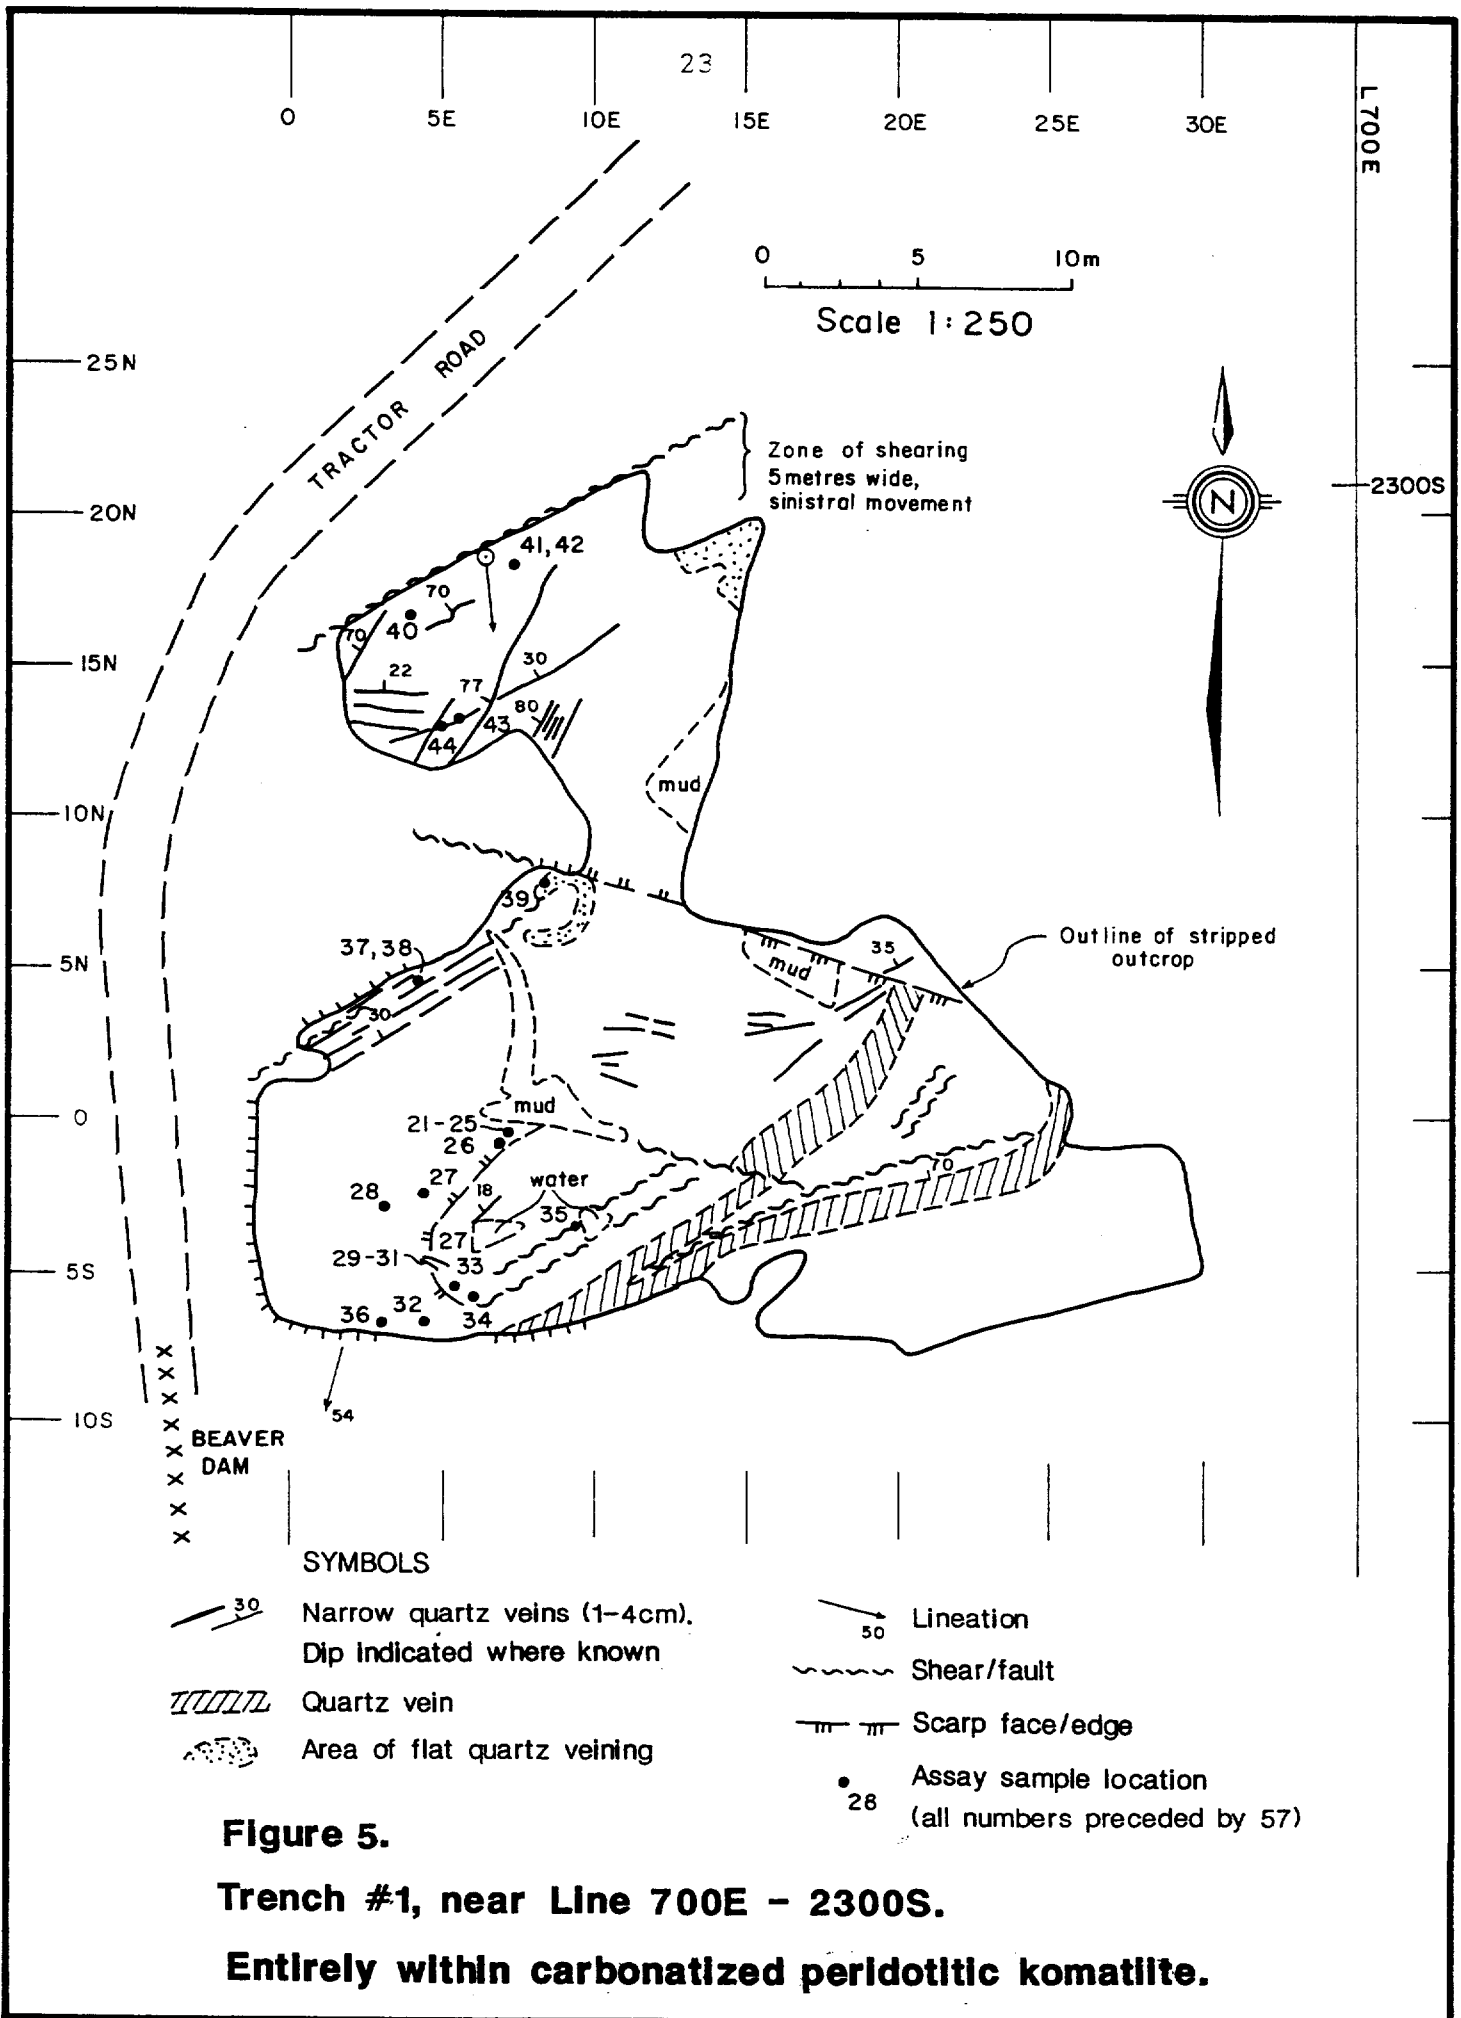 23
0 5E 10E 15E 20E 25E 30E
L700E
0 5 10m
Scale 1:250
TRACTOR ROAD
25N
20N
15N
10N
5N
0
5S
10S
2300S
N
Zone of shearing
5metres wide,
sinistral movement
41,42
70
40
70
22
30
77
80
43
44
mud
39
37,38
30
35
mud
Outline of stripped
outcrop
mud
21-25
26
27
28
18
water
35
27
29-31
33
70
36
32
34
54
BEAVER
DAM
SYMBOLS
30
Narrow quartz veins (1-4cm).
Dip indicated where known
Quartz vein
Area of flat quartz veining
50
Lineation
Shear/fault
Scarp face/edge
28
Assay sample location
(all numbers preceded by 57)
Figure 5.
Trench #1, near Line 700E - 2300S.
Entirely within carbonatized peridotitic komatiite.